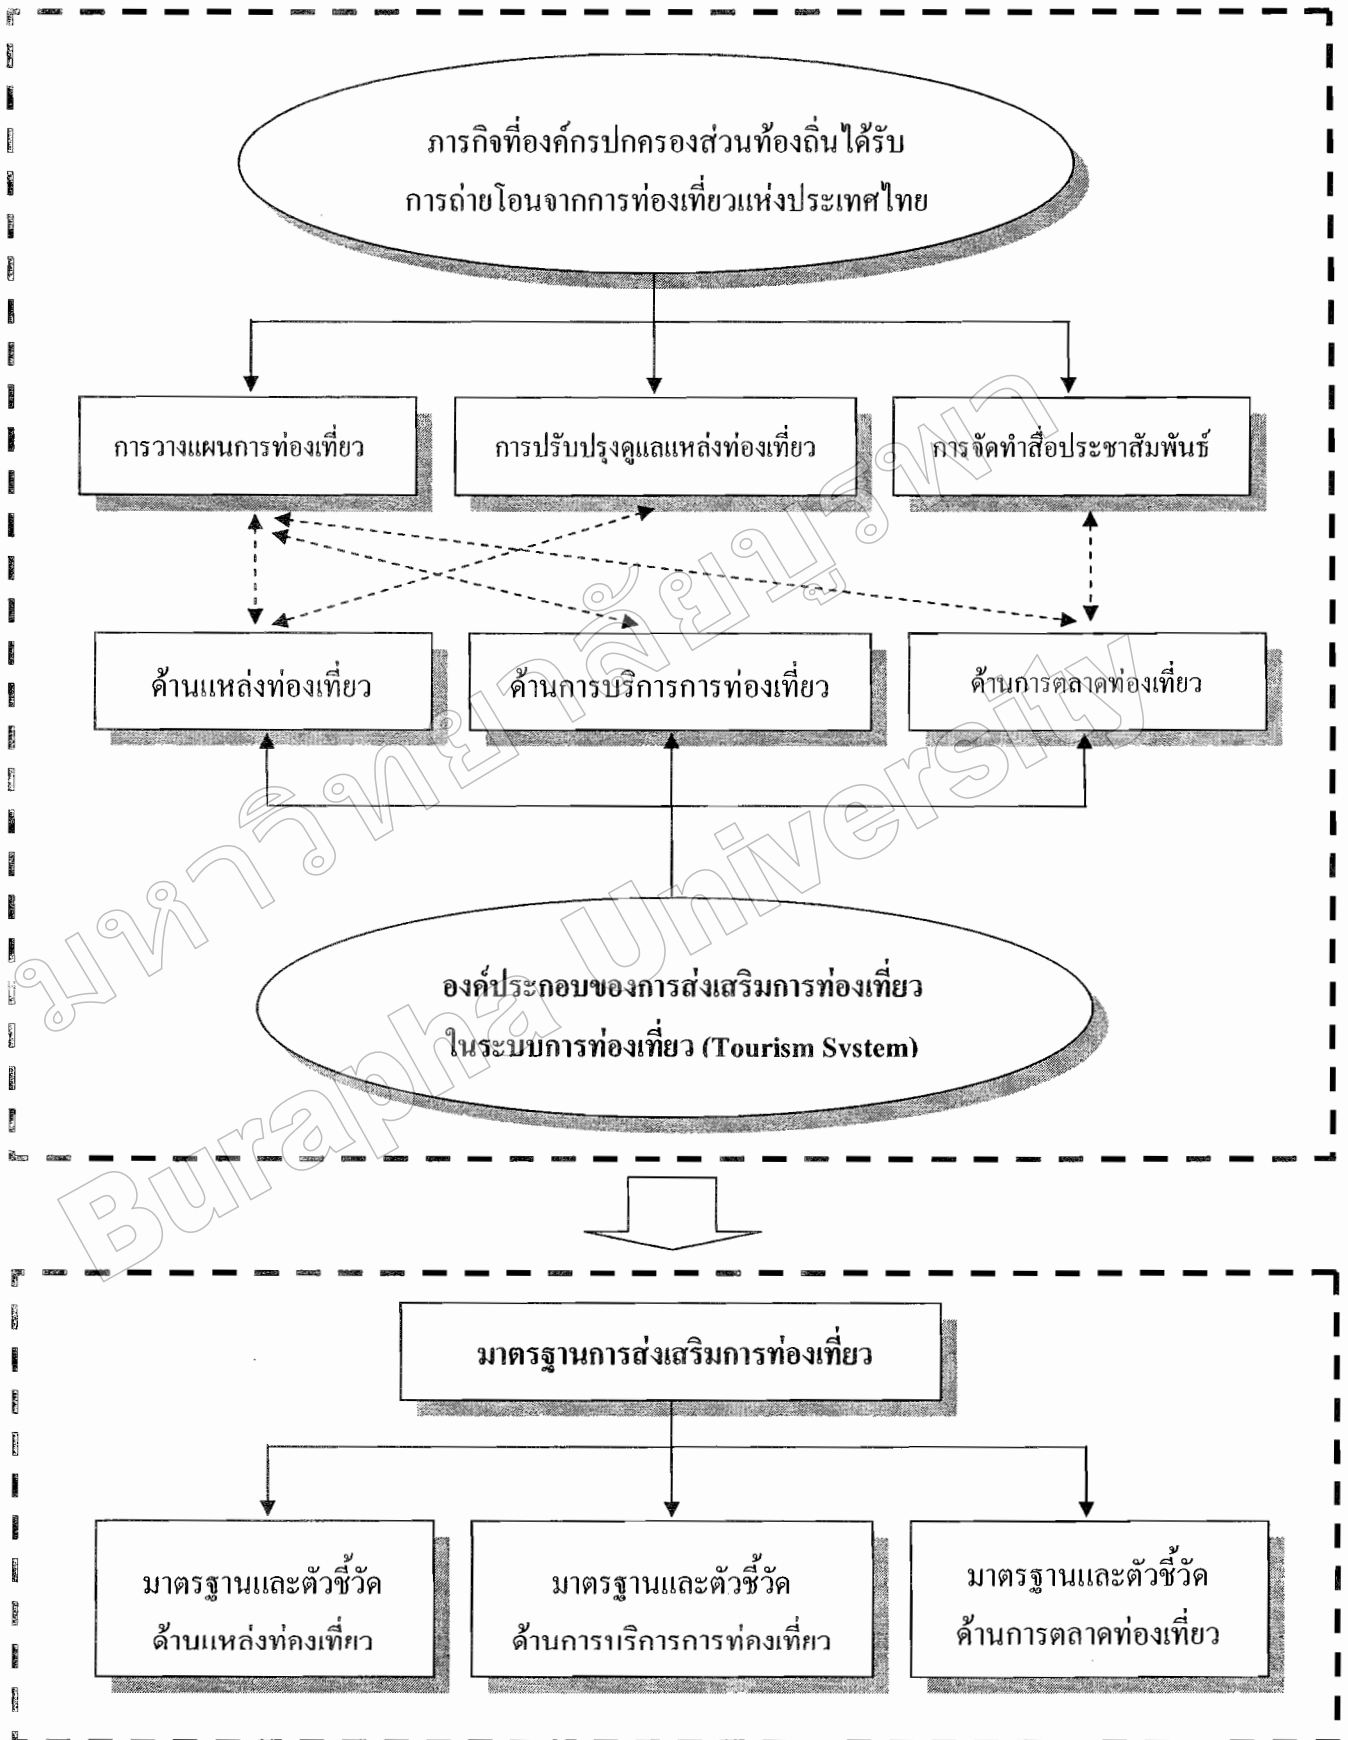 ภารกิจที่องค์กรปกครองส่วนท้องถิ่นได้รับ
การถ่ายโอนจากการท่องเที่ยวแห่งประเทศไทย
การวางแผนการท่องเที่ยว
การปรับปรุงดูแลแหล่งท่องเที่ยว
การจัดทำสื่อประชาสัมพันธ์
ด้านแหล่งท่องเที่ยว
ด้านการบริการการท่องเที่ยว
ด้านการตลาดท่องเที่ยว
องค์ประกอบของการส่งเสริมการท่องเที่ยว
ในระบบการท่องเที่ยว (Tourism System)
มหาวิทยาลัยบูรพา
Burapha University
มาตรฐานการส่งเสริมการท่องเที่ยว
มาตรฐานและตัวชี้วัด
ด้านแหล่งท่องเที่ยว
มาตรฐานและตัวชี้วัด
ด้านการบริการการท่องเที่ยว
มาตรฐานและตัวชี้วัด
ด้านการตลาดท่องเที่ยว